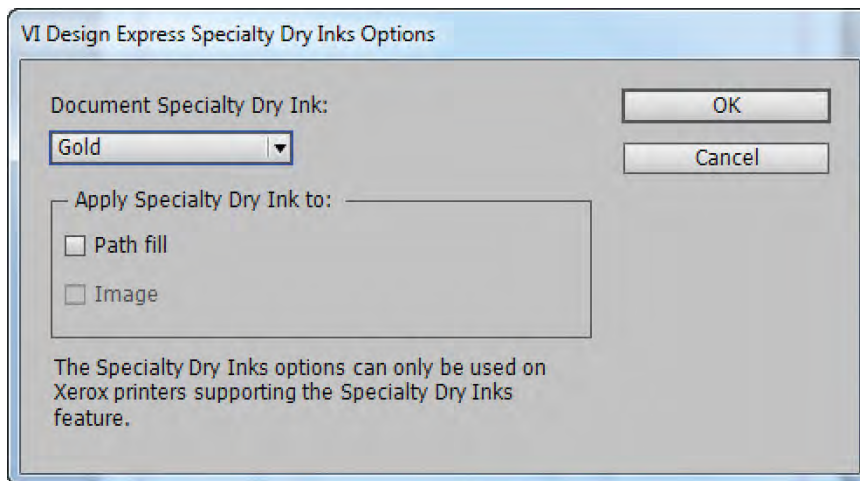 VI Design Express Specialty Dry Inks Options
Document Specialty Dry Ink:
Gold
OK
Cancel
Apply Specialty Dry Ink to:
Path fill
Image
The Specialty Dry Inks options can only be used on
Xerox printers supporting the Specialty Dry Inks
feature.